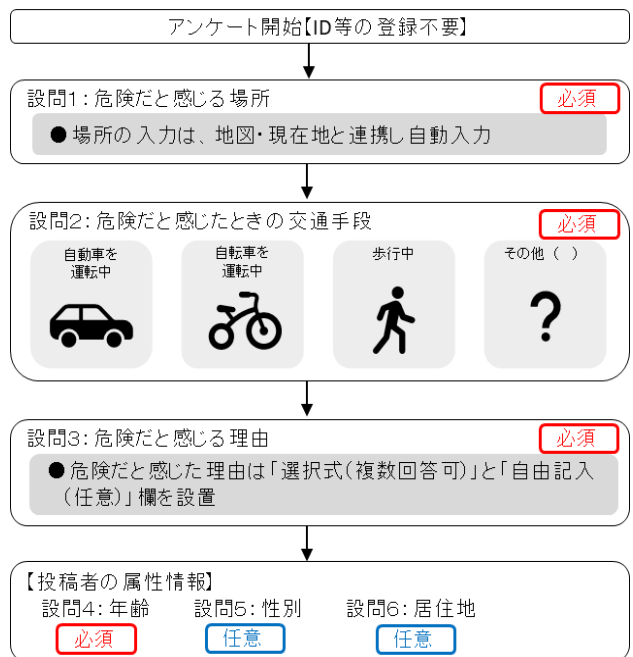 アンケート開始【ID等の登録不要】
設問1:危険だと感じる場所
必須
●場所の入力は、地図・現在地と連携し自動入力
設問2:危険だと感じたときの交通手段
必須
自動車を
運転中
自転車を
運転中
歩行中
その他（　）
?
設問3:危険だと感じる理由
必須
●危険だと感じた理由は「選択式(複数回答可)」と「自由記入
(任意)」欄を設置
【投稿者の属性情報】
設問4:年齢
設問5:性別
設問6:居住地
必須
任意
任意